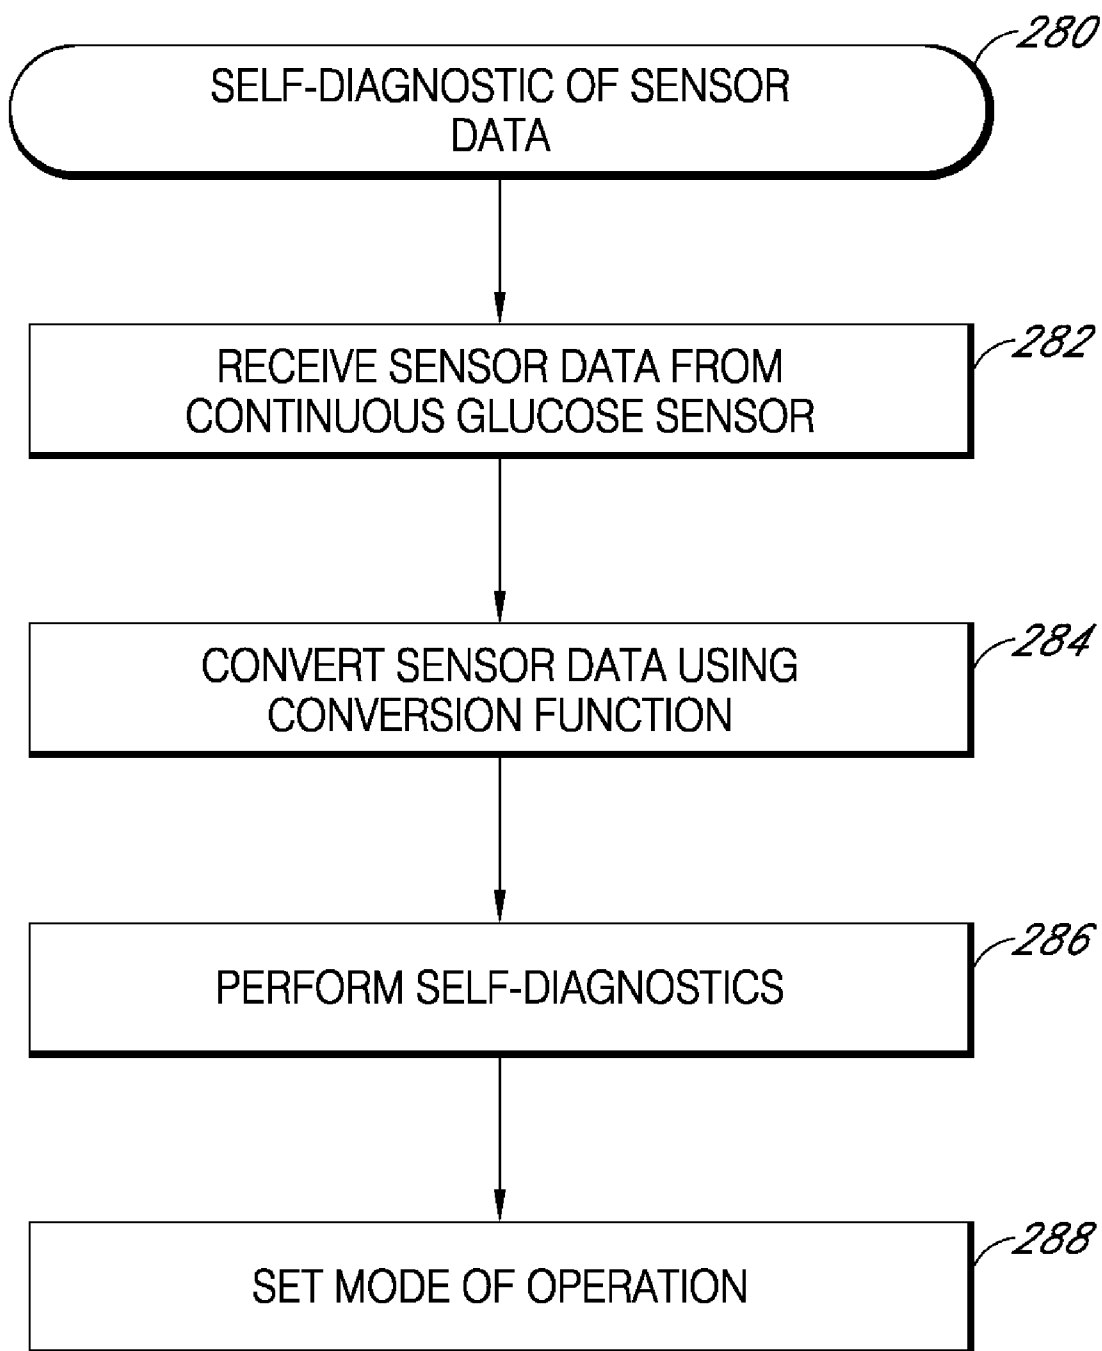 280
SELF-DIAGNOSTIC OF SENSOR
DATA
282
RECEIVE SENSOR DATA FROM
CONTINUOUS GLUCOSE SENSOR
284
CONVERT SENSOR DATA USING
CONVERSION FUNCTION
286
PERFORM SELF-DIAGNOSTICS
288
SET MODE OF OPERATION